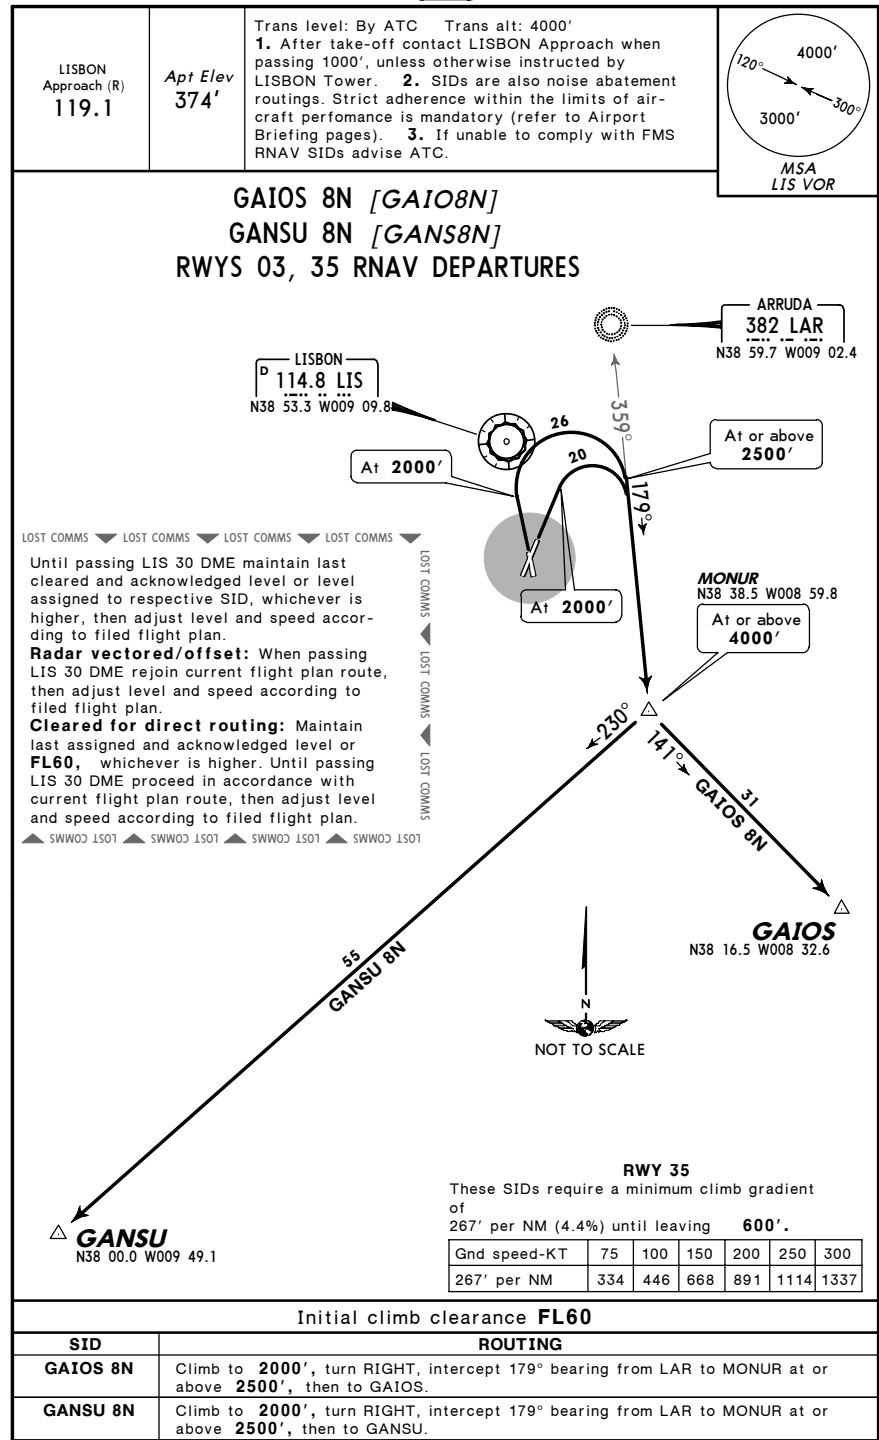 LISBON
Approach (R)
119.1
Apt Elev
374'
Trans level: By ATC Trans alt: 4000'
1. After take-off contact LISBON Approach when
passing 1000', unless otherwise instructed by
LISBON Tower. 2. SIDs are also noise abatement
routings. Strict adherence within the limits of air-
craft perfomance is mandatory (refer to Airport
Briefing pages). 3. If unable to comply with FMS
RNAV SIDs advise ATC.
120°
4000'
3000'
300°
MSA
LIS VOR
GAIOS 8N [GAIO8N]
GANSU 8N [GANS8N]
RWYS 03, 35 RNAV DEPARTURES
ARRUDA
382 LAR
N38 59.7 W009 02.4
LISBON
D 114.8 LIS
N38 53.3 W009 09.8
359°
26
20
At or above
2500'
At 2000'
179°
At 2000'
LOST COMMS LOST COMMS LOST COMMS LOST COMMS
Until passing LIS 30 DME maintain last
cleared and acknowledged level or level
assigned to respective SID, whichever is
higher, then adjust level and speed accor-
ding to filed flight plan.
Radar vectored/offset: When passing
LIS 30 DME rejoin current flight plan route,
then adjust level and speed according to
filed flight plan.
Cleared for direct routing: Maintain
last assigned and acknowledged level or
FL60, whichever is higher. Until passing
LIS 30 DME proceed in accordance with
current flight plan route, then adjust level
and speed according to filed flight plan.
LOST COMMS LOST COMMS LOST COMMS
LOST COMMS LOST COMMS LOST COMMS LOST COMMS
MONUR
N38 38.5 W008 59.8
At or above
4000'
230°
141°
31
GAIOS 8N
GAIOS
N38 16.5 W008 32.6
55
GANSU 8N
N
NOT TO SCALE
GANSU
N38 00.0 W009 49.1
RWY 35
These SIDs require a minimum climb gradient
of
267' per NM (4.4%) until leaving 600'.
Gnd speed-KT 75 100 150 200 250 300
267' per NM 334 446 668 891 1114 1337
Initial climb clearance FL60
SID ROUTING
GAIOS 8N Climb to 2000', turn RIGHT, intercept 179° bearing from LAR to MONUR at or
above 2500', then to GAIOS.
GANSU 8N Climb to 2000', turn RIGHT, intercept 179° bearing from LAR to MONUR at or
above 2500', then to GANSU.